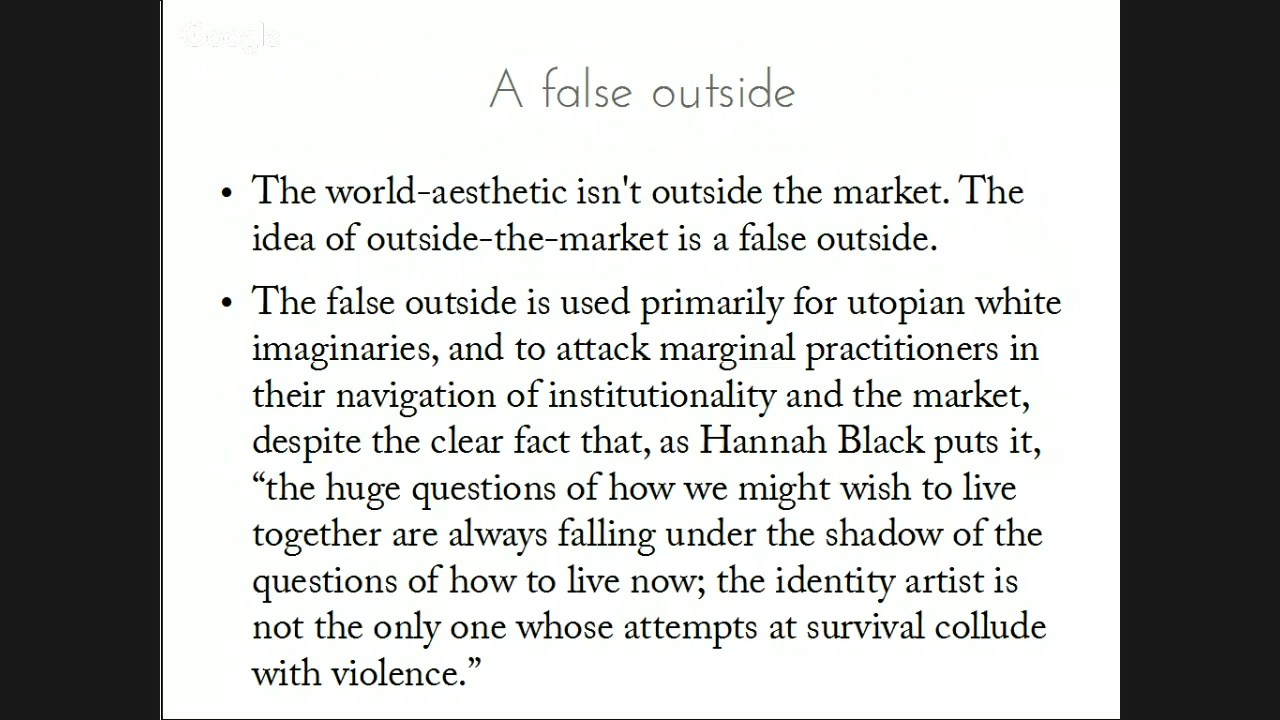 Google
A false outside
• The world-aesthetic isn't outside the market. The
idea of outside-the-market is a false outside.
• The false outside is used primarily for utopian white
imaginaries, and to attack marginal practitioners in
their navigation of institutionality and the market,
despite the clear fact that, as Hannah Black puts it,
“the huge questions of how we might wish to live
together are always falling under the shadow of the
questions of how to live now; the identity artist is
not the only one whose attempts at survival collude
with violence.”